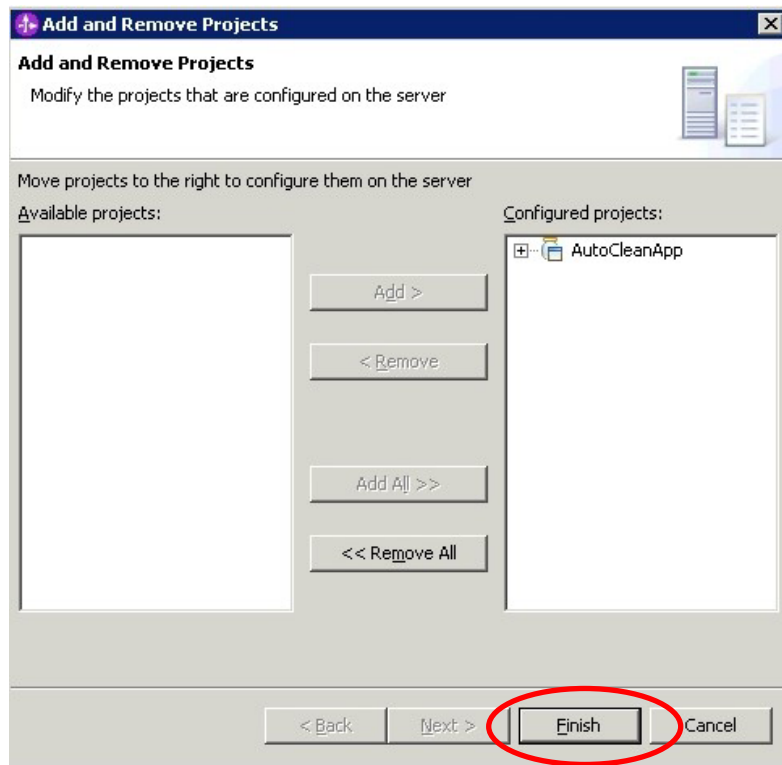 Add and Remove Projects
Add and Remove Projects
Modify the projects that are configured on the server
Move projects to the right to configure them on the server
Available projects:
Configured projects:
AutoCleanApp
Add >
< Remove
Add All >>
<< Remove All
< Back
Next >
Finish
Cancel